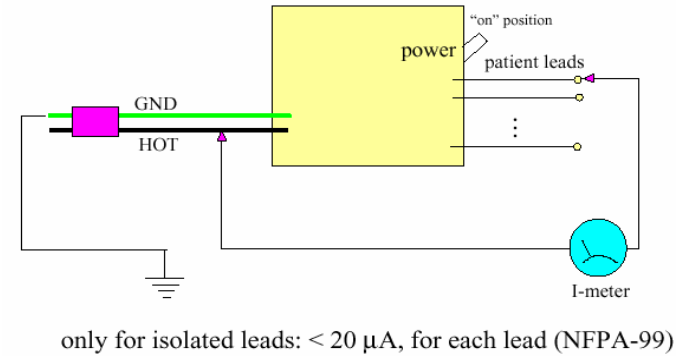 "on" position
power
patient leads
GND
HOT
I-meter
only for isolated leads: < 20 μA, for each lead (NFPA-99)